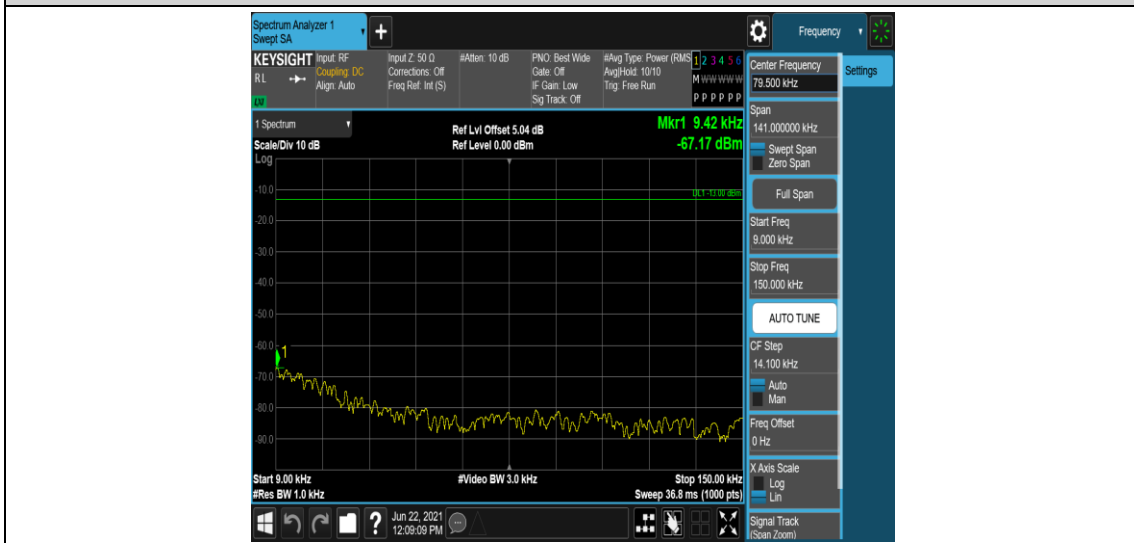 Spectrum Analyzer 1
Swept SA
+
Frequency
KEYSIGHT
RL
LXI
Input: RF
Coupling: DC
Align: Auto
Input Z: 50 Ω
Corrections: Off
Freq Ref: Int (S)
#Atten: 10 dB
PNO: Best Wide
Gate: Off
IF Gain: Low
Sig Track: Off
#Avg Type: Power (RMS
Avg|Hold: 10/10
Trig: Free Run
1 2 3 4 5 6
M W W W W W
P P P P P P
1 Spectrum
Scale/Div 10 dB
Log
Ref Lvl Offset 5.04 dB
Ref Level 0.00 dBm
Mkr1 9.42 kHz
-67.17 dBm
DL1 -13.00 dBm
-10.0
-20.0
-30.0
-40.0
-50.0
-60.0
1
-70.0
-80.0
-90.0
Start 9.00 kHz
#Res BW 1.0 kHz
#Video BW 3.0 kHz
Stop 150.00 kHz
Sweep 36.8 ms (1000 pts)
Center Frequency
79.500 kHz
Span
141.000000 kHz
Swept Span
Zero Span
Full Span
Start Freq
9.000 kHz
Stop Freq
150.000 kHz
AUTO TUNE
CF Step
14.100 kHz
Auto
Man
Freq Offset
0 Hz
X Axis Scale
Log
Lin
Signal Track
(Span Zoom)
Settings
?
Jun 22, 2021
12:09:09 PM